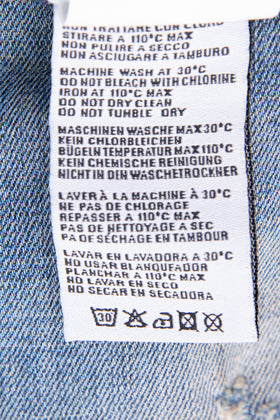 NON TRATTARE CON CLORO
STIRARE A 110°C MAX
NON PULIRE A SECCO
NON ASCIUGARE A TAMBURO
MACHINE WASH AT 30°C
DO NOT BLEACH WITH CHLORINE
IRON AT 110°C MAX
DO NOT DRY CLEAN
DO NOT TUMBLE DRY
MASCHINEN WASCHE MAX 30°C
KEIN CHLORBLEICHEN
BÜGELN TEMPERATUR MAX 110°C
KEIN CHEMISCHE REINIGUNG
NICHT IN DEN WASCHETROCKNER
LAVER À LA MACHINE À 30°C
NE PAS DE CHLORAGE
REPASSER A 110°C MAX
PAS DE NETTOYAGE A SEC
PAS DE SÉCHAGE EN TAMBOUR
LAVAR EN LAVADORA A 30°C
NO USAR BLANQUEADOR
PLANCHAR A 110°C MAX
NO LAVAR EN SECO
NO SECAR EN SECADORA
30°